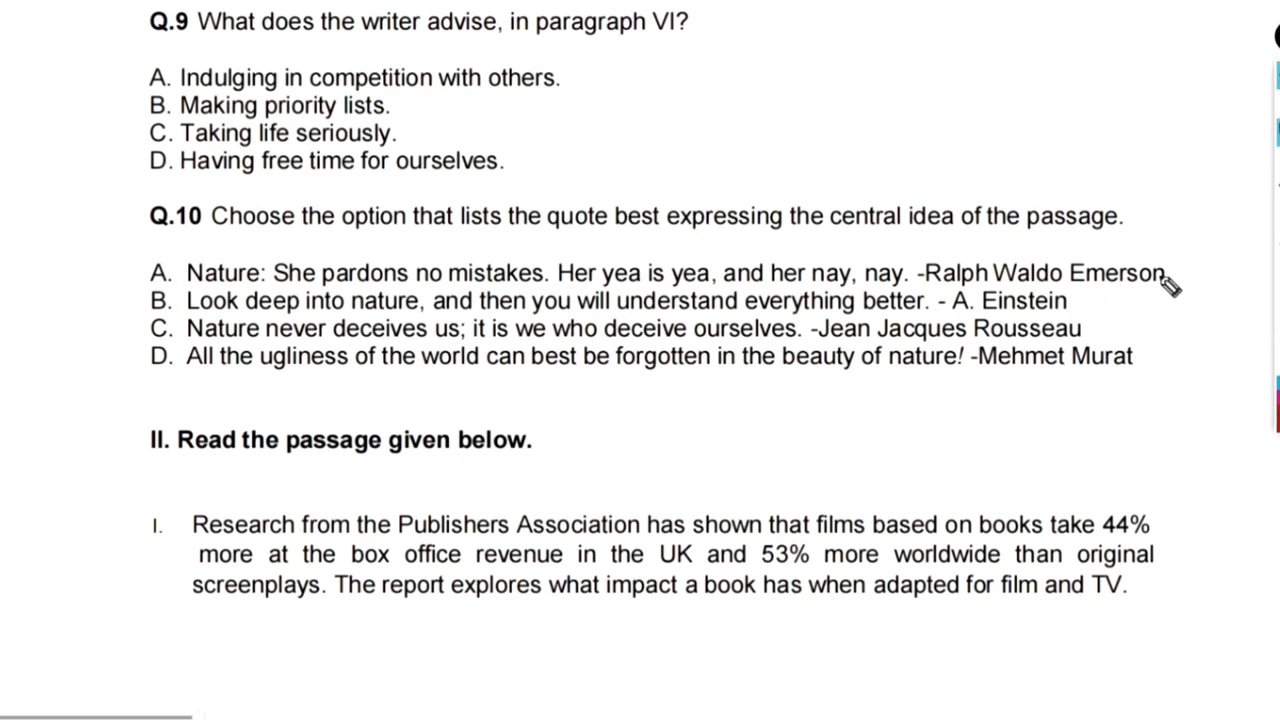 Q.9 What does the writer advise, in paragraph VI?
A. Indulging in competition with others.
B. Making priority lists.
C. Taking life seriously.
D. Having free time for ourselves.
Q.10 Choose the option that lists the quote best expressing the central idea of the passage.
A. Nature: She pardons no mistakes. Her yea is yea, and her nay, nay. -Ralph Waldo Emerson
B. Look deep into nature, and then you will understand everything better. - A. Einstein
C. Nature never deceives us; it is we who deceive ourselves. -Jean Jacques Rousseau
D. All the ugliness of the world can best be forgotten in the beauty of nature! -Mehmet Murat
II. Read the passage given below.
I. Research from the Publishers Association has shown that films based on books take 44%
more at the box office revenue in the UK and 53% more worldwide than original
screenplays. The report explores what impact a book has when adapted for film and TV.